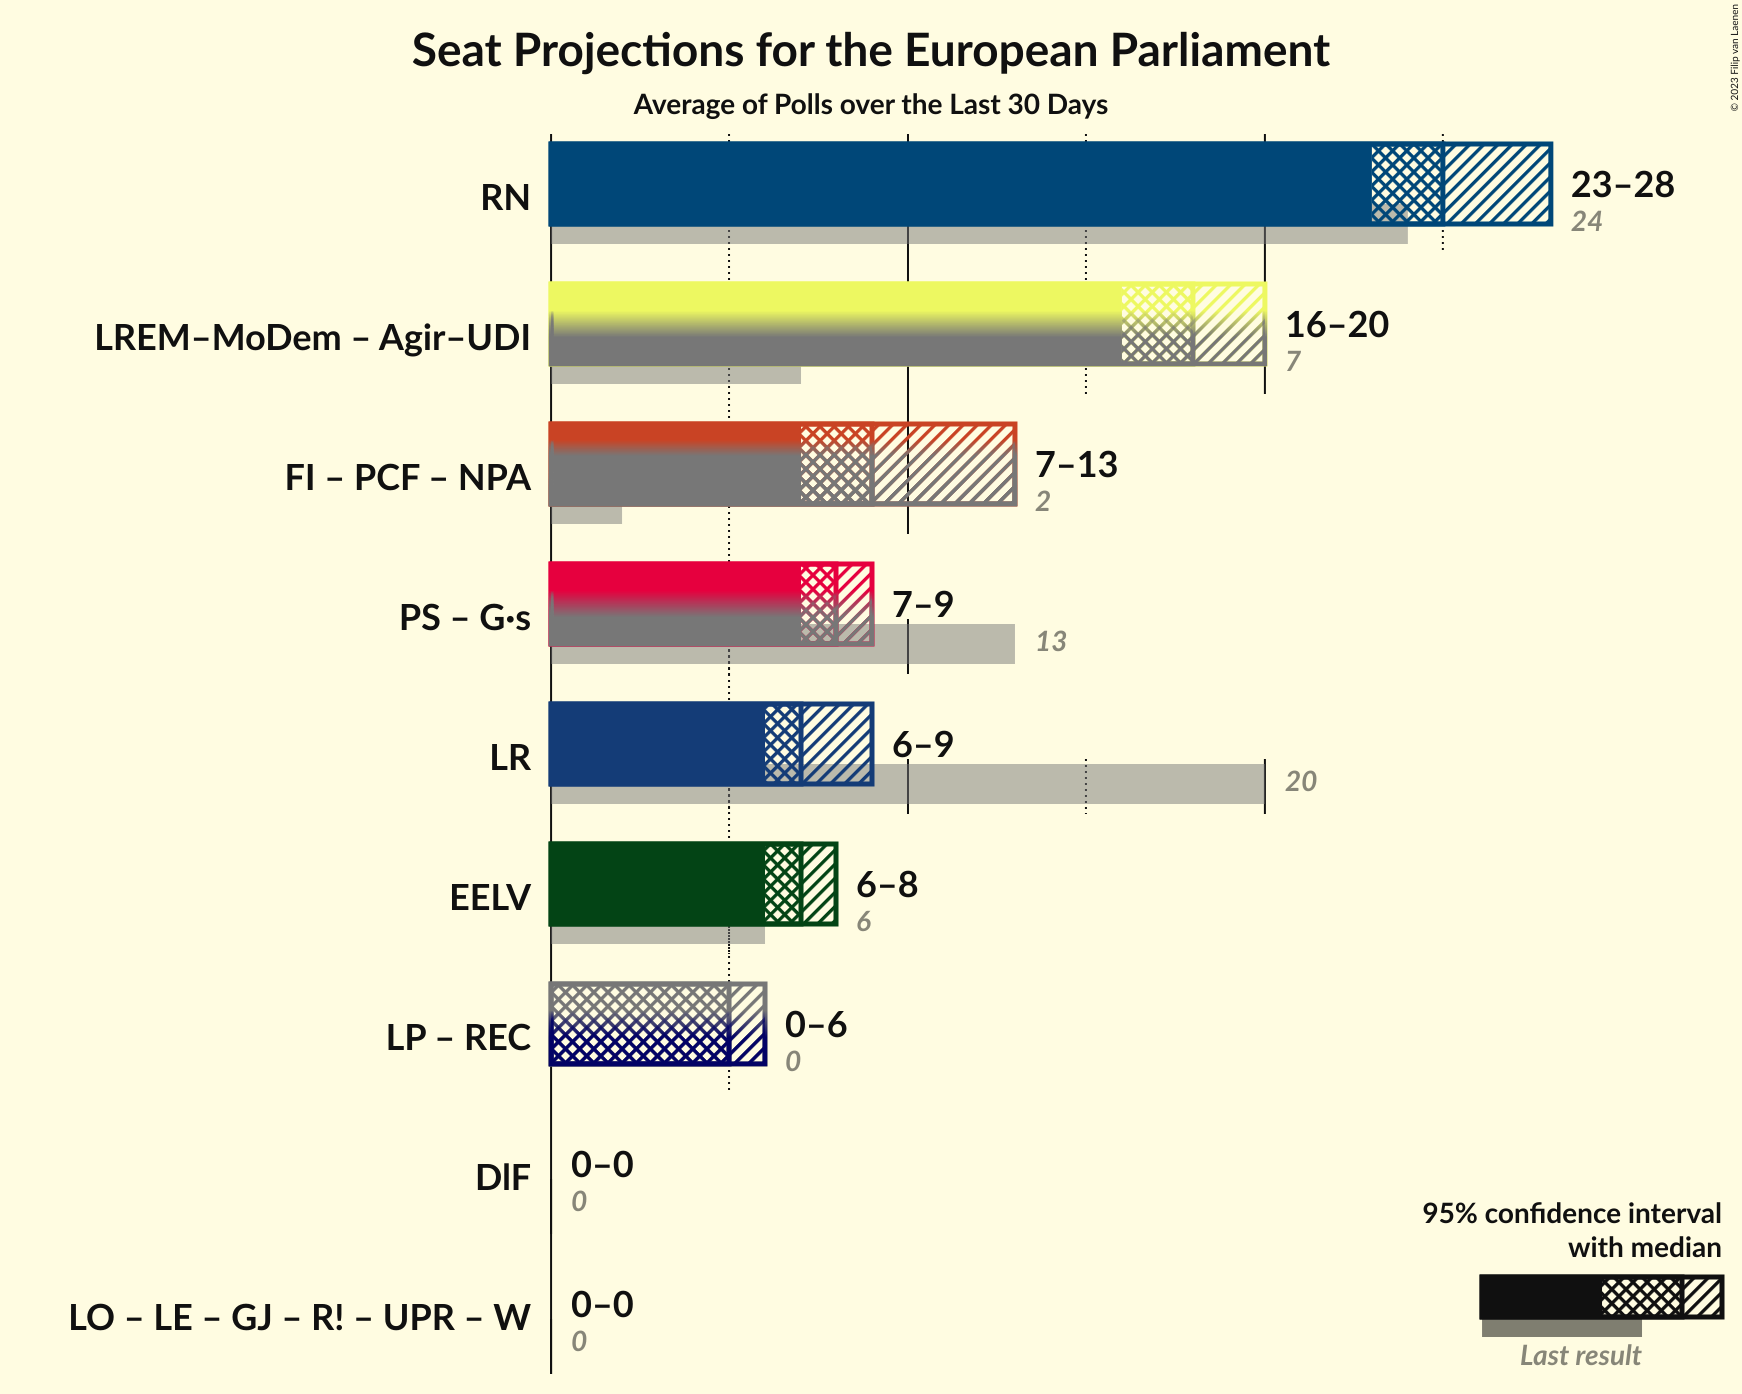 Seat Projections for the European Parliament
Average of Polls over the Last 30 Days
© 2023 Filip van Laenen
RN
23–28
24
LREM–MoDem – Agir–UDI
16–20
7
FI – PCF – NPA
7–13
2
PS – G·s
7–9
13
LR
6–9
20
EELV
6–8
6
LP – REC
0–6
0
DlF
0–0
0
LO – LE – GJ – R! – UPR – W
0–0
0
95% confidence interval
with median
Last result